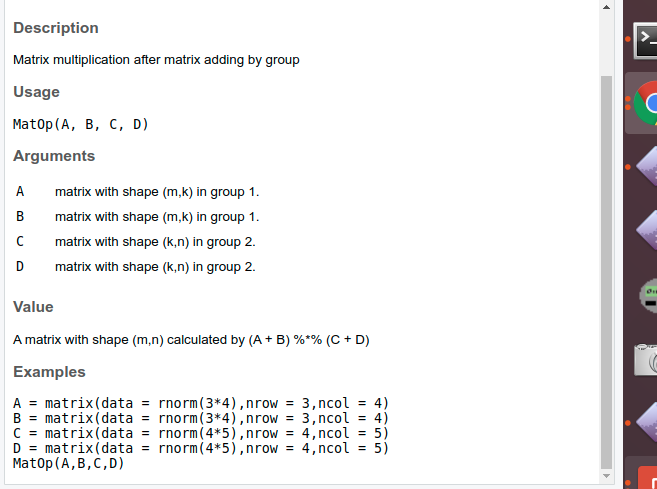 Description
Matrix multiplication after matrix adding by group
Usage
MatOp(A, B, C, D)
Arguments
A matrix with shape (m,k) in group 1.
B matrix with shape (m,k) in group 1.
C matrix with shape (k,n) in group 2.
D matrix with shape (k,n) in group 2.
Value
A matrix with shape (m,n) calculated by (A + B) %*% (C + D)
Examples
A = matrix(data = rnorm(3*4),nrow = 3,ncol = 4)
B = matrix(data = rnorm(3*4),nrow = 3,ncol = 4)
C = matrix(data = rnorm(4*5),nrow = 4,ncol = 5)
D = matrix(data = rnorm(4*5),nrow = 4,ncol = 5)
MatOp(A,B,C,D)